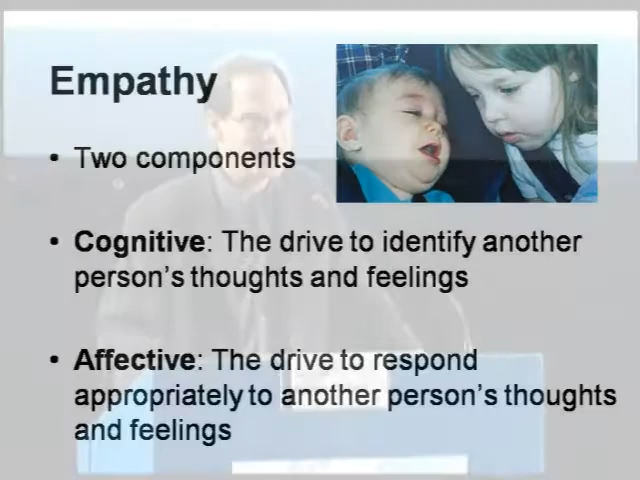 Empathy
• Two components
• Cognitive: The drive to identify another
person's thoughts and feelings
• Affective: The drive to respond
appropriately to another person's thoughts
and feelings